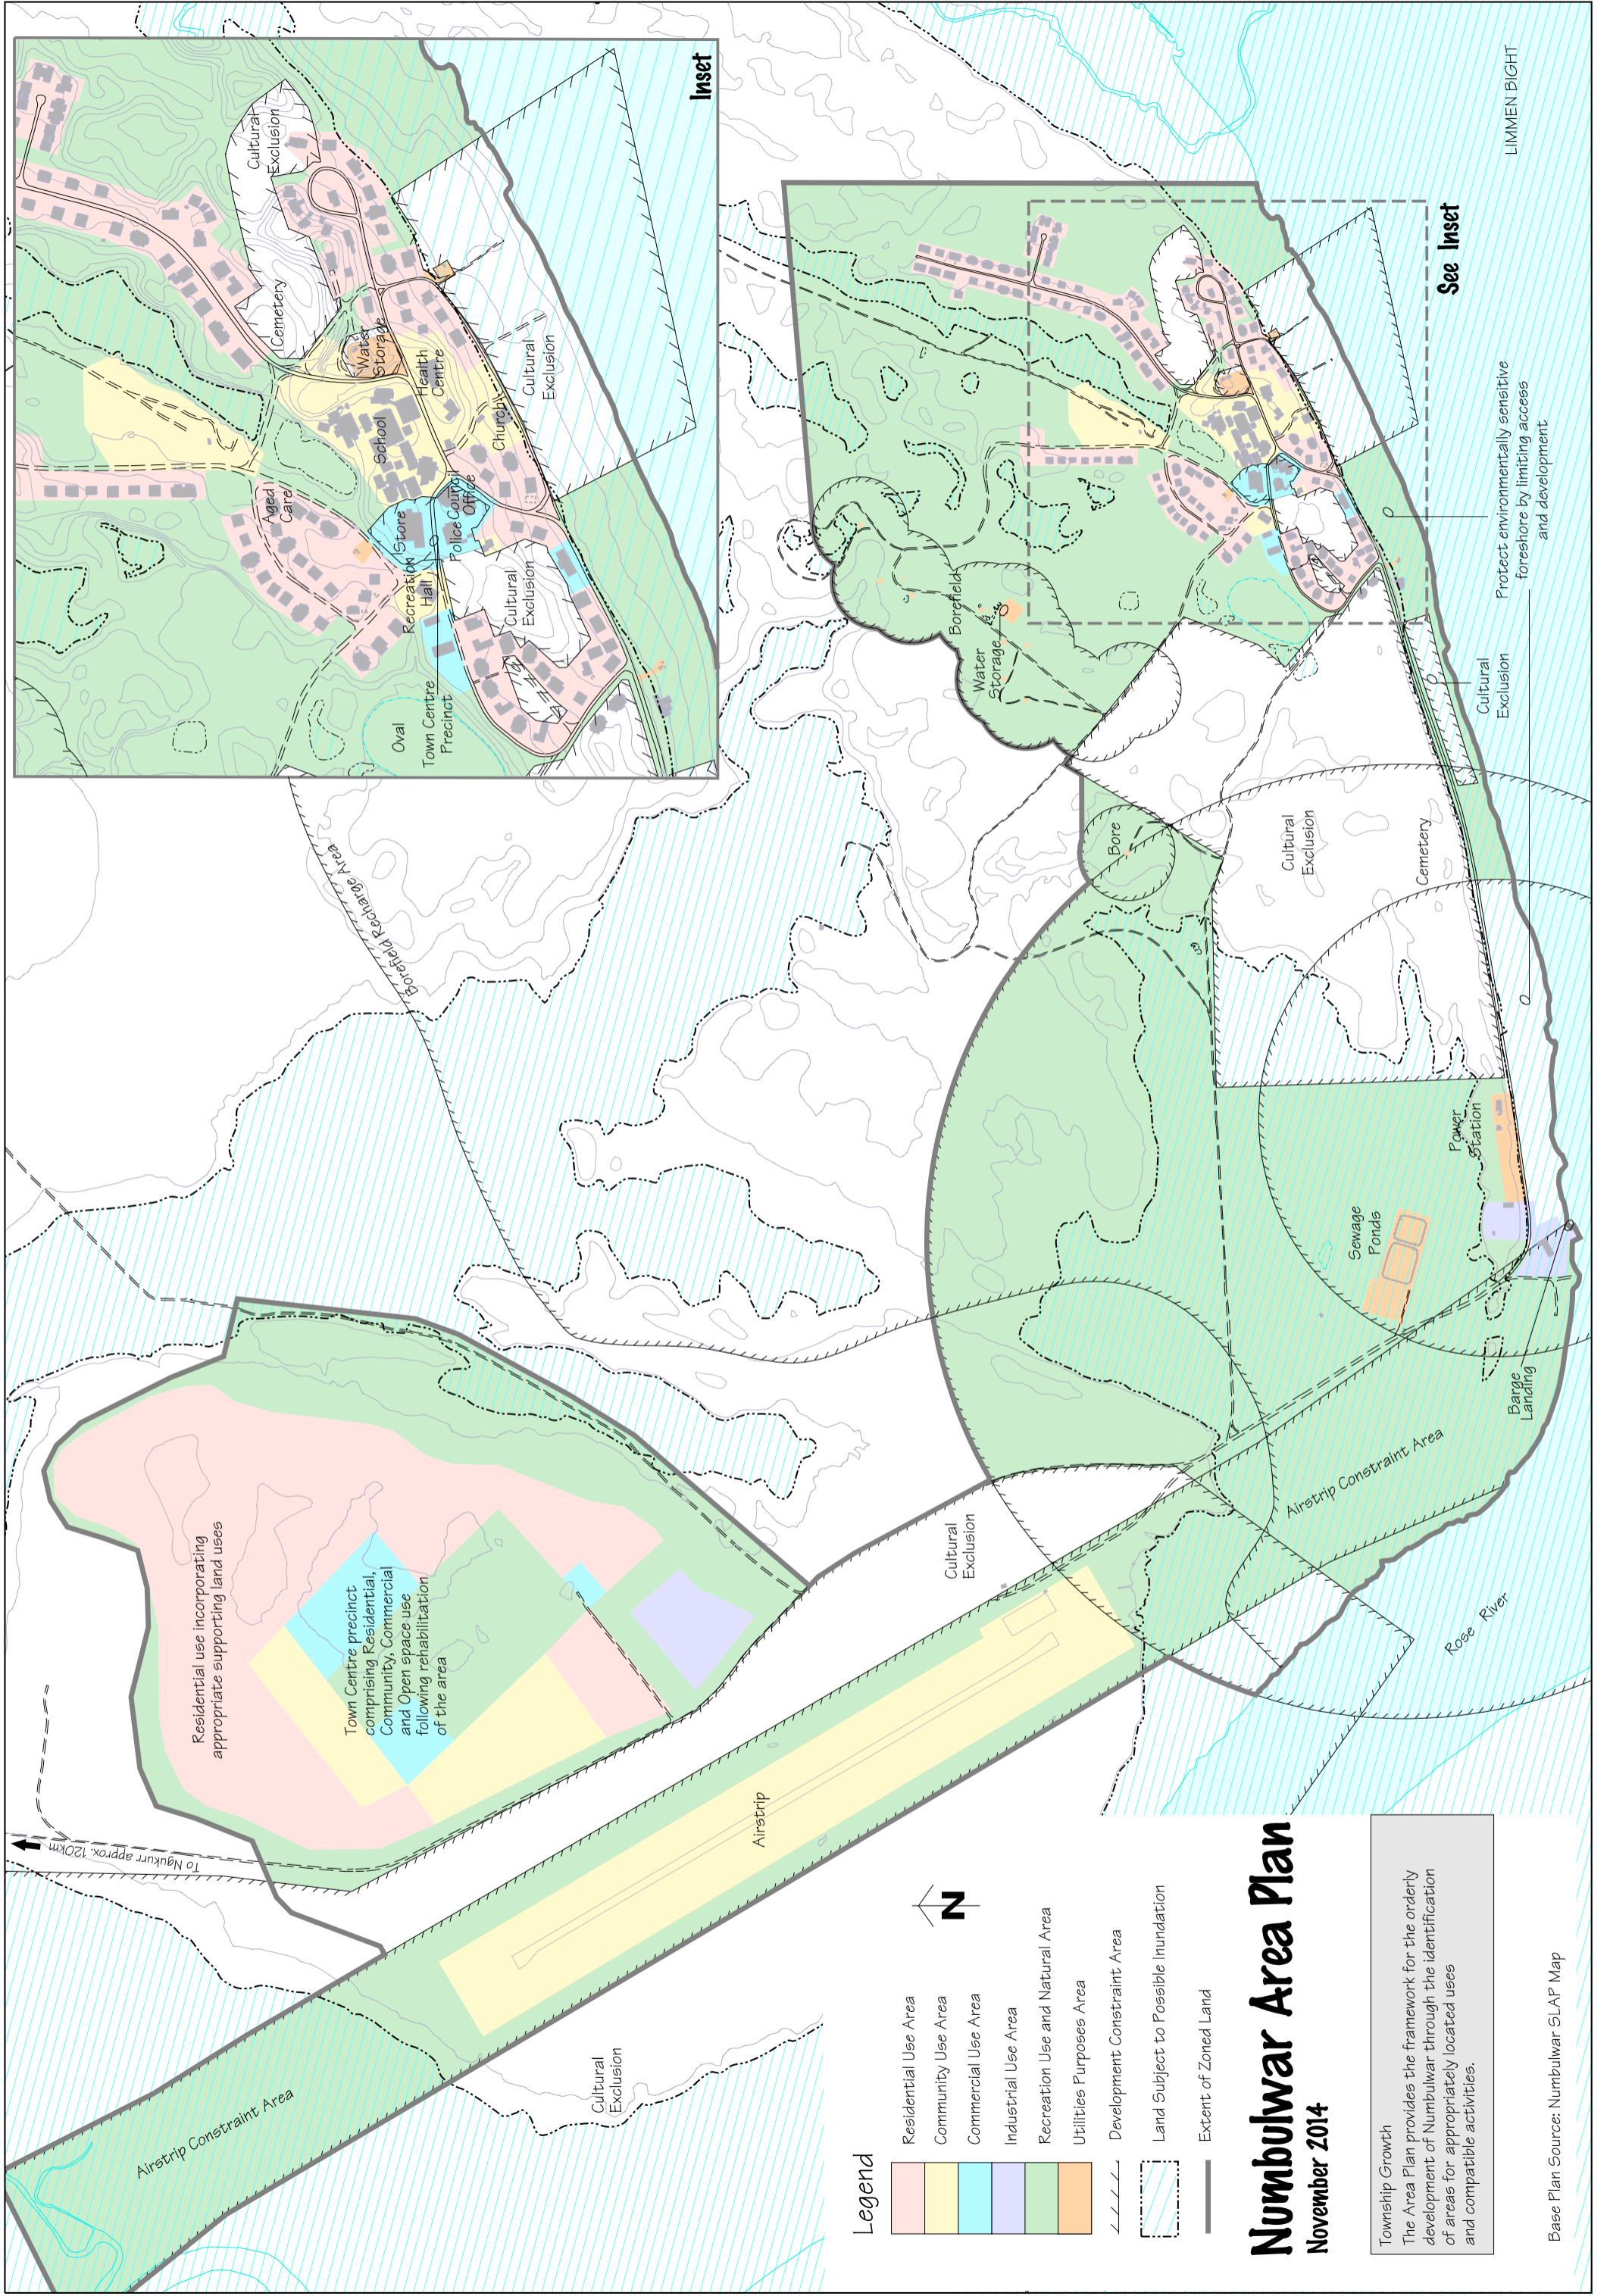 Numbulwar Area Plan
November 2014
Township Growth
The Area Plan provides the framework for the orderly
development of Numbulwar through the identification
of areas for appropriately located uses
and compatible activities.
Base Plan Source: Numbulwar SLAP Map
Legend
Residential Use Area
Community Use Area
Commercial Use Area
Industrial Use Area
Recreation Use and Natural Area
Utilities Purposes Area
Development Constraint Area
Land Subject to Possible Inundation
Extent of Zoned Land
N
To Ngukurr approx. 120km
Airstrip Constraint Area
Cultural
Exclusion
Airstrip
Residential use incorporating
appropriate supporting land uses
Town Centre precinct
comprising Residential,
Community, Commercial
and Open space use
following rehabilitation
of the area
Cultural
Exclusion
Airstrip Constraint Area
Rose River
Barge
Landing
Sewage
Ponds
Power
Station
Borefield Recharge Area
Bore
Cultural
Exclusion
Cemetery
Water
Storage
Borefield
Cultural
Exclusion
Protect environmentally sensitive
foreshore by limiting access
and development
See Inset
LIMMEN BIGHT
Inset
Cultural
Exclusion
Cemetery
Water
Storage
Health
Centre
School
Church
Cultural
Exclusion
Aged
Care
Store
Police
Council
Office
Recreation
Hall
Cultural
Exclusion
Oval
Town Centre
Precinct